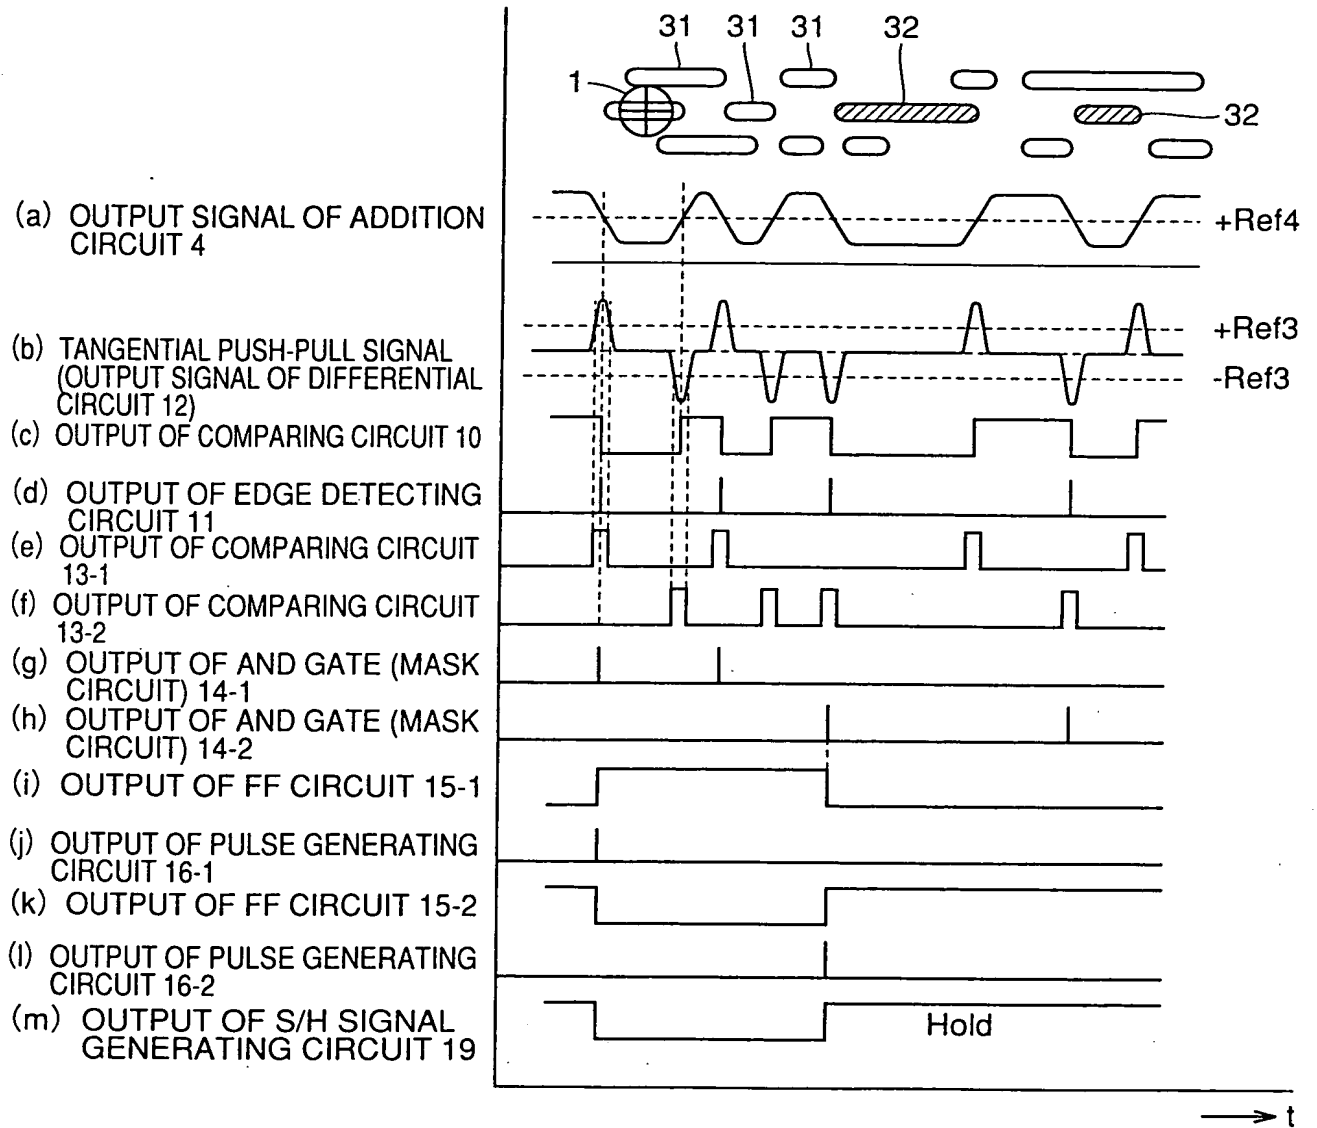 31 31 31 32
1
32
(a) OUTPUT SIGNAL OF ADDITION
CIRCUIT 4
+Ref4
+Ref3
(b) TANGENTIAL PUSH-PULL SIGNAL
(OUTPUT SIGNAL OF DIFFERENTIAL
CIRCUIT 12)
-Ref3
(c) OUTPUT OF COMPARING CIRCUIT 10
(d) OUTPUT OF EDGE DETECTING
CIRCUIT 11
(e) OUTPUT OF COMPARING CIRCUIT
13-1
(f) OUTPUT OF COMPARING CIRCUIT
13-2
(g) OUTPUT OF AND GATE (MASK
CIRCUIT) 14-1
(h) OUTPUT OF AND GATE (MASK
CIRCUIT) 14-2
(i) OUTPUT OF FF CIRCUIT 15-1
(j) OUTPUT OF PULSE GENERATING
CIRCUIT 16-1
(k) OUTPUT OF FF CIRCUIT 15-2
(l) OUTPUT OF PULSE GENERATING
CIRCUIT 16-2
(m) OUTPUT OF S/H SIGNAL
GENERATING CIRCUIT 19
Hold
t